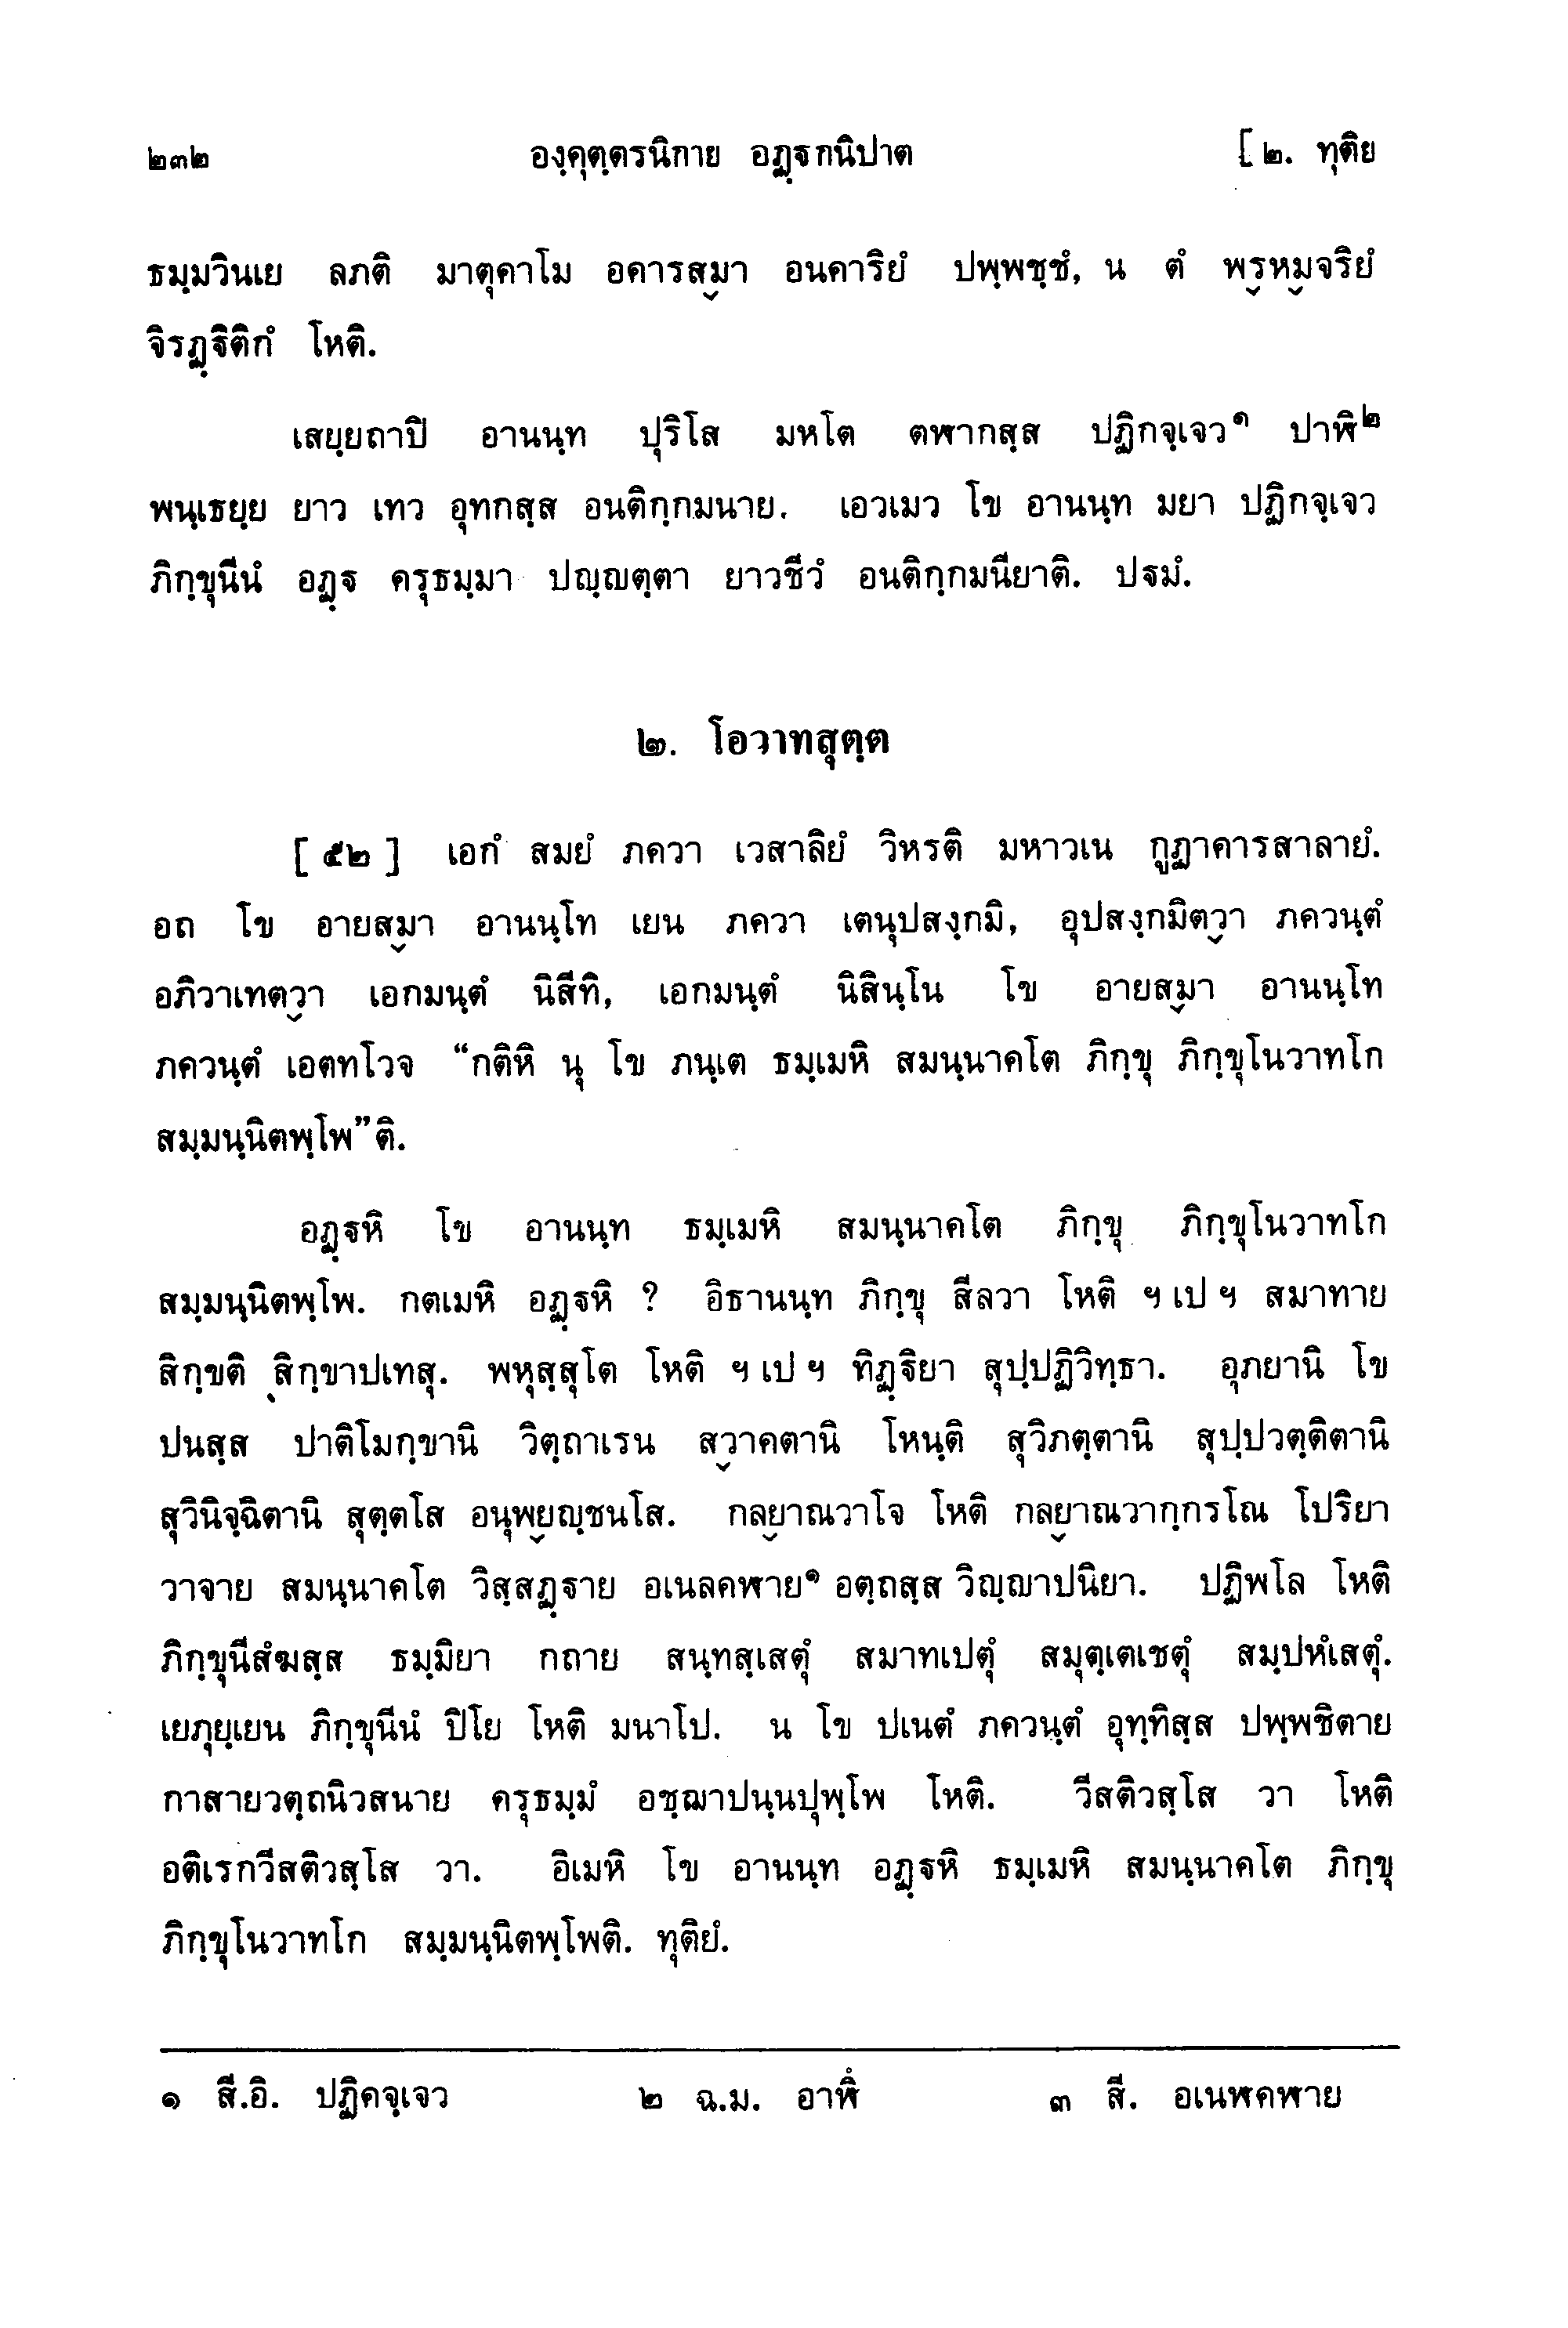 ๒๓๒ องฺคุตฺตรนิกาย อฏฺฐกนิปาต [ ๒. ทุติย
ธมฺมวินเย ลภติ มาตุคาโม อคารสฺมา อนคาริยํ ปพฺพชฺชํ, น ตํ พฺรหฺมจริยํ
จิรฏฺฐิติกํ โหติ.
เสยฺยถาปิ อานนฺท ปุริโส มหโต ตฬากสฺส ปฏิกจฺเจว๑ ปาฬิ๒
พนฺเธยฺย ยาว เทว อุทกสฺส อนติกฺกมนาย. เอวเมว โข อานนฺท มยา ปฏิกจฺเจว
ภิกฺขุนีนํ อฏฺฐ ครุธมฺมา ปญฺญตฺตา ยาวชีวํ อนติกฺกมนียาติ. ปฐมํ.
๒. โอวาทสุตฺต
[ ๕๒ ] เอกํ สมยํ ภควา เวสาลิยํ วิหรติ มหาวเน กูฏาคารสาลายํ.
อถ โข อายสฺมา อานนฺโท เยน ภควา เตนุปสงฺกมิ, อุปสงฺกมิตฺวา ภควนฺตํ
อภิวาเทตฺวา เอกมนฺตํ นิสีทิ, เอกมนฺตํ นิสินฺโน โข อายสฺมา อานนฺโท
ภควนฺตํ เอตทโวจ “กติหิ นุ โข ภนฺเต ธมฺเมหิ สมนฺนาคโต ภิกฺขุ ภิกฺขุโนวาทโก
สมฺมนฺนิตพฺโพ”ติ.
อฏฺฐหิ โข อานนฺท ธมฺเมหิ สมนฺนาคโต ภิกฺขุ ภิกฺขุโนวาทโก
สมฺมนฺนิตพฺโพ. กตเมหิ อฏฺฐหิ ? อิธานนฺท ภิกฺขุ สีลวา โหติ ฯ เป ฯ สมาทาย
สิกฺขติ สิกฺขาปเทสุ. พหุสฺสุโต โหติ ฯ เป ฯ ทิฏฺฐิยา สุปฺปฏิวิทฺธา. อุภยานิ โข
ปนสฺส ปาติโมกฺขานิ วิตฺถาเรน สฺวาคตานิ โหนฺติ สุวิภตฺตานิ สุปฺปวตฺติตานิ
สุวินิจฺฉิตานิ สุตฺตโส อนุพฺยญฺชนโส. กลฺยาณวาโจ โหติ กลฺยาณวากฺกรโณ โปริยา
วาจาย สมนฺนาคโต วิสฺสฏฺฐาย อเนลคฬาย๑ อตฺถสฺส วิญฺญาปนิยา. ปฏิพโล โหติ
ภิกฺขุนีสํฆสฺส ธมฺมิยา กถาย สนฺทสฺเสตุํ สมาทเปตุํ สมุตฺเตเชตุํ สมฺปหํเสตุํ.
เยภุยฺเยน ภิกฺขุนีนํ ปิโย โหติ มนาโป. น โข ปเนตํ ภควนฺตํ อุทฺทิสฺส ปพฺพชิตาย
กาสายวตฺถนิวสนาย ครุธมฺมํ อชฺฌาปนฺนปุพฺโพ โหติ. วีสติวสฺโส วา โหติ
อติเรกวีสติวสฺโส วา. อิเมหิ โข อานนฺท อฏฺฐหิ ธมฺเมหิ สมนฺนาคโต ภิกฺขุ
ภิกฺขุโนวาทโก สมฺมนฺนิตพฺโพติ. ทุติยํ.
๑ สี.อิ. ปฏิคจฺเจว ๒ ฉ.ม. อาฬึ ๓ สี. อเนฬคฬาย